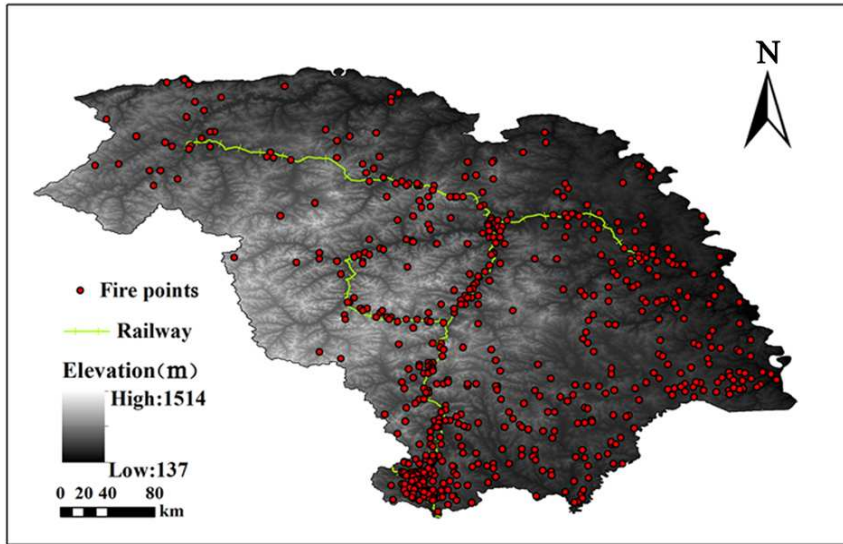 N
Fire points
Railway
Elevation(m)
High:1514
Low:137
0 20 40 80
km